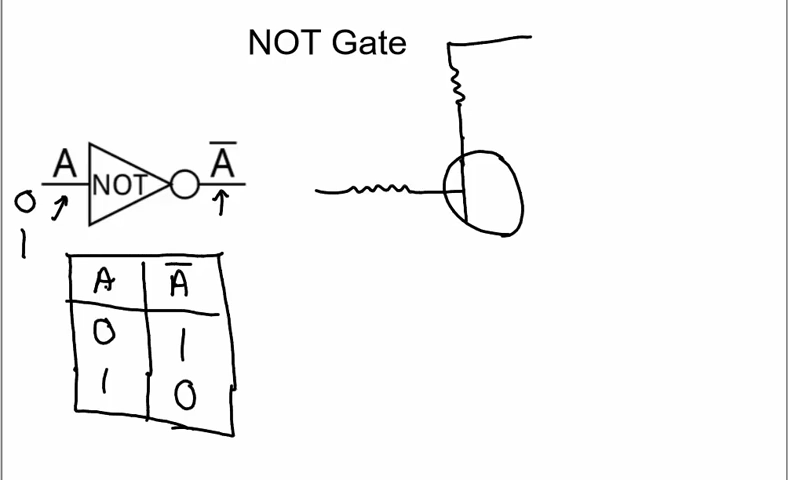 NOT Gate
A NOT A̅
0
1
A A̅
0 1
1 0